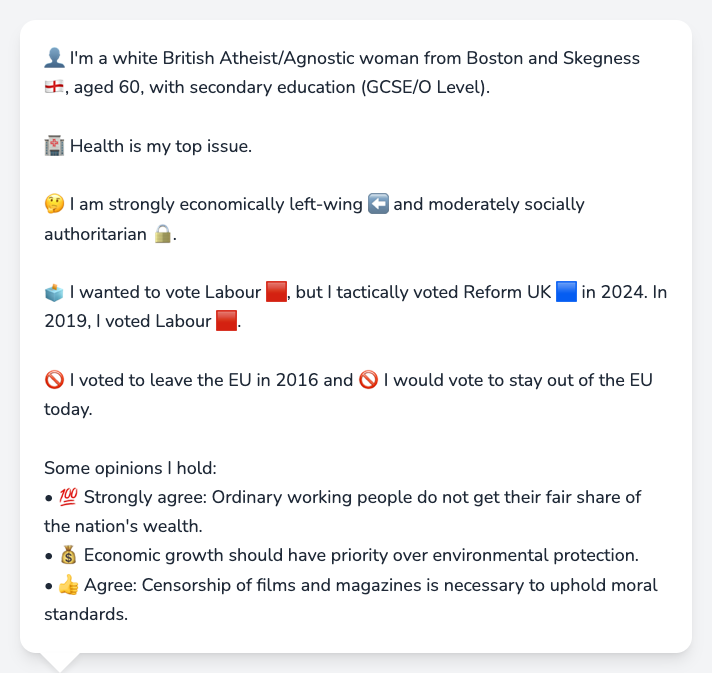 👤 I'm a white British Atheist/Agnostic woman from Boston and Skegness
🏴󠁧󠁢󠁥󠁮󠁧󠁿, aged 60, with secondary education (GCSE/O Level).
🏥 Health is my top issue.
🤔 I am strongly economically left-wing ⬅️ and moderately socially
authoritarian 🔒.
🗳️ I wanted to vote Labour 🟥, but I tactically voted Reform UK 🟦 in 2024. In
2019, I voted Labour 🟥.
🚫 I voted to leave the EU in 2016 and 🚫 I would vote to stay out of the EU
today.
Some opinions I hold:
• 💯 Strongly agree: Ordinary working people do not get their fair share of
the nation's wealth.
• 💰 Economic growth should have priority over environmental protection.
• 👍 Agree: Censorship of films and magazines is necessary to uphold moral
standards.